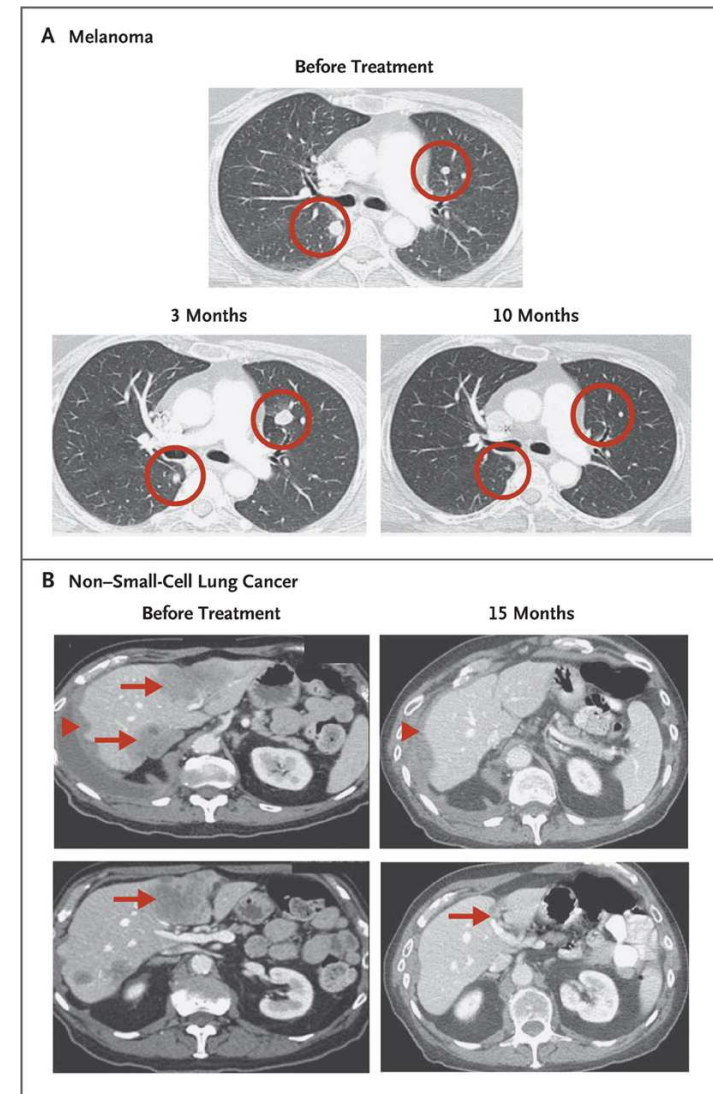 A Melanoma
Before Treatment
3 Months
10 Months
B Non–Small-Cell Lung Cancer
Before Treatment
15 Months